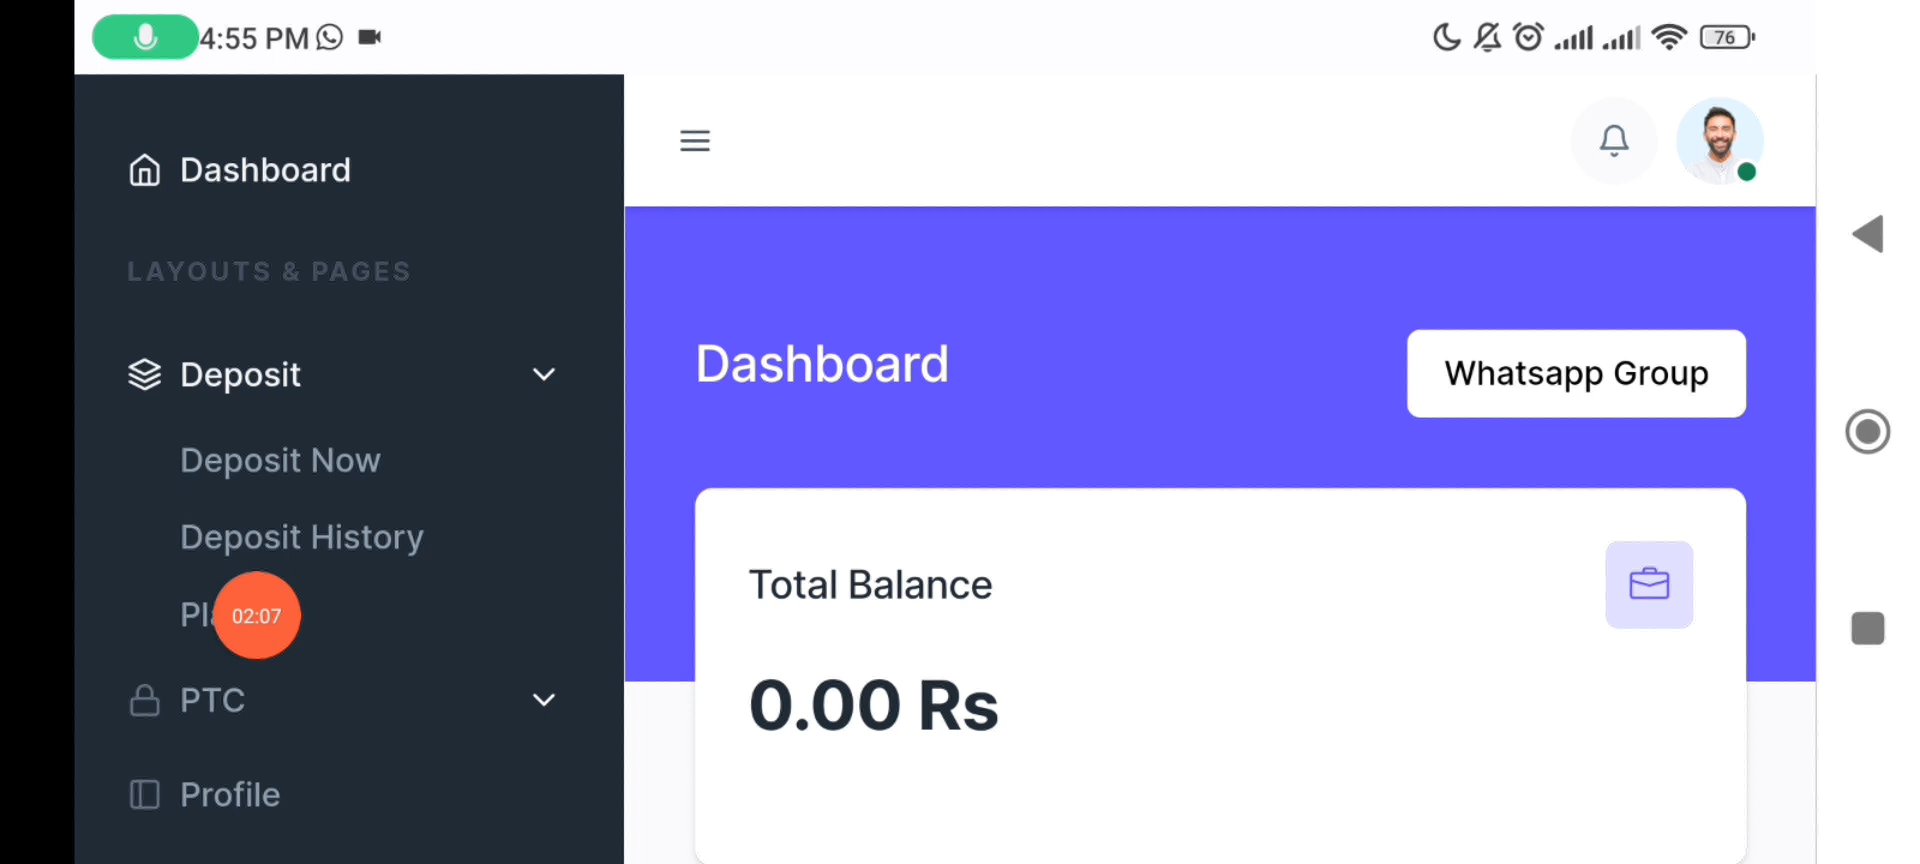 4:55 PM
76
Dashboard
LAYOUTS & PAGES
Deposit
Deposit Now
Deposit History
02:07
PTC
Profile
Dashboard
Whatsapp Group
Total Balance
0.00 Rs